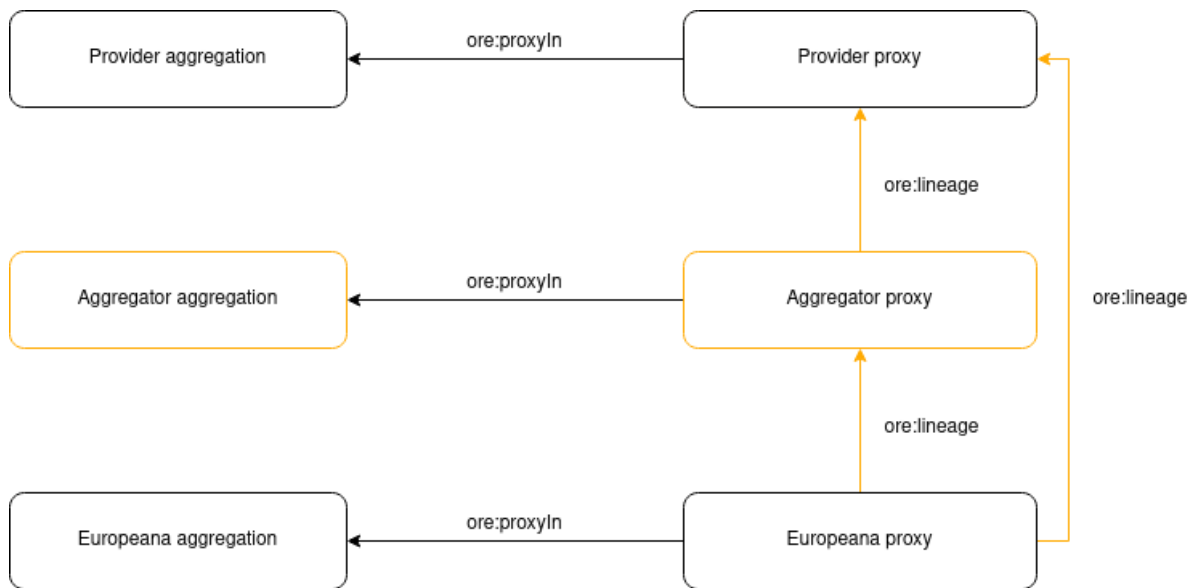 ore:proxyIn
Provider aggregation
Provider proxy
ore:lineage
ore:proxyIn
Aggregator aggregation
Aggregator proxy
ore:lineage
ore:lineage
ore:proxyIn
Europeana aggregation
Europeana proxy